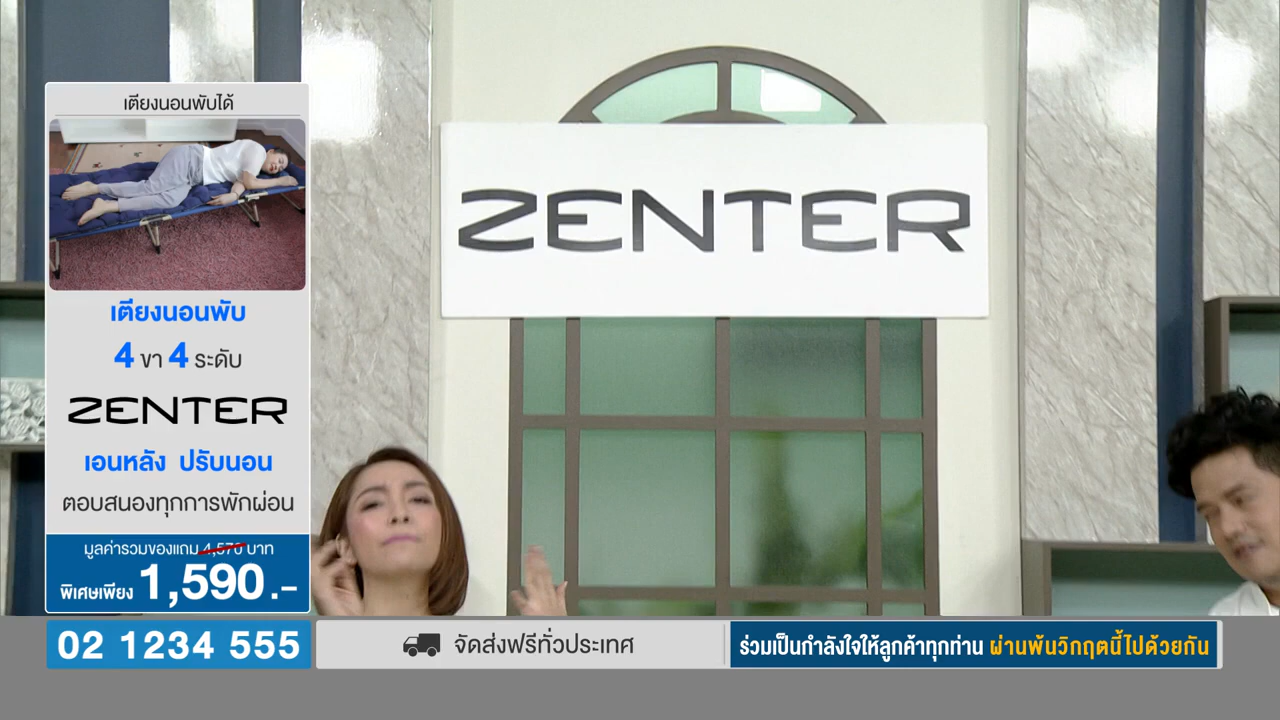 เตียงนอนพับได้
เตียงนอนพับ
4 ขา 4 ระดับ
ZENTER
เอนหลัง ปรับนอน
ตอบสนองทุกการพักผ่อน
มูลค่ารวมของแถม 4,570 บาท
พิเศษเพียง 1,590.-
ZENTER
02 1234 555
จัดส่งฟรีทั่วประเทศ
ร่วมเป็นกำลังใจให้ลูกค้าทุกท่าน ผ่านพ้นวิกฤตนี้ไปด้วยกัน